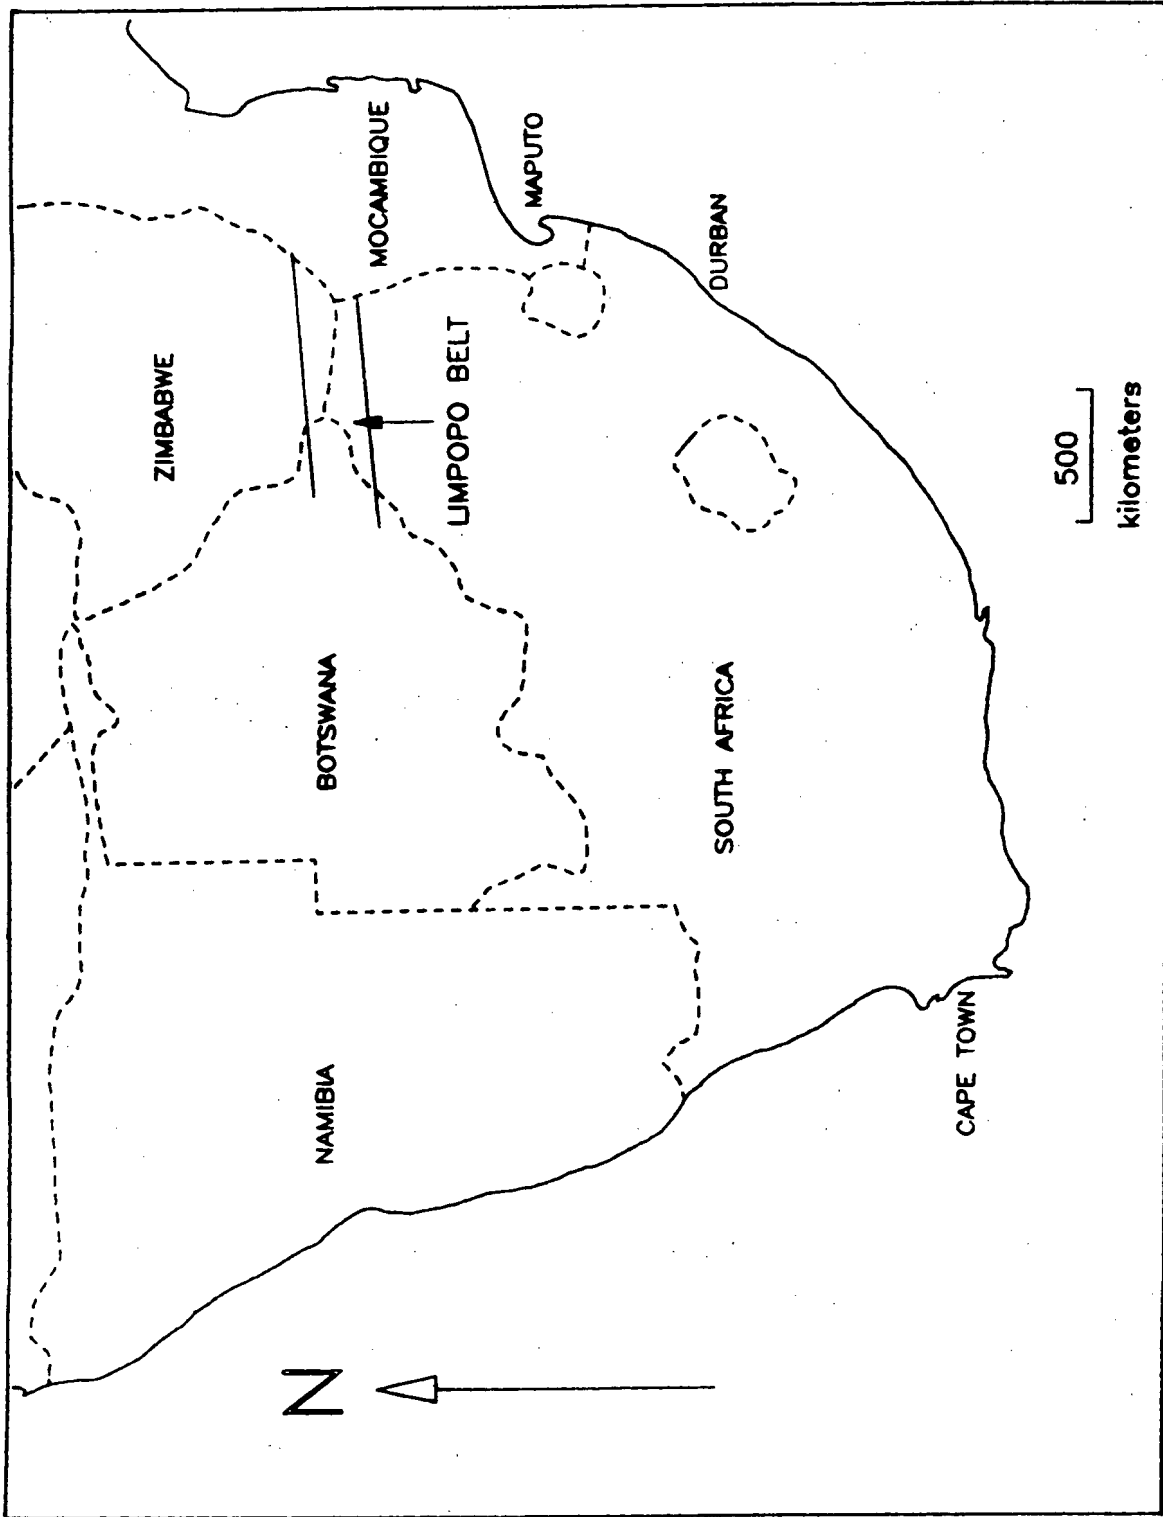 ZIMBABWE
MOCAMBIQUE
LIMPOPO BELT
MAPUTO
DURBAN
BOTSWANA
NAMIBIA
SOUTH AFRICA
CAPE TOWN
N
500
kilometers